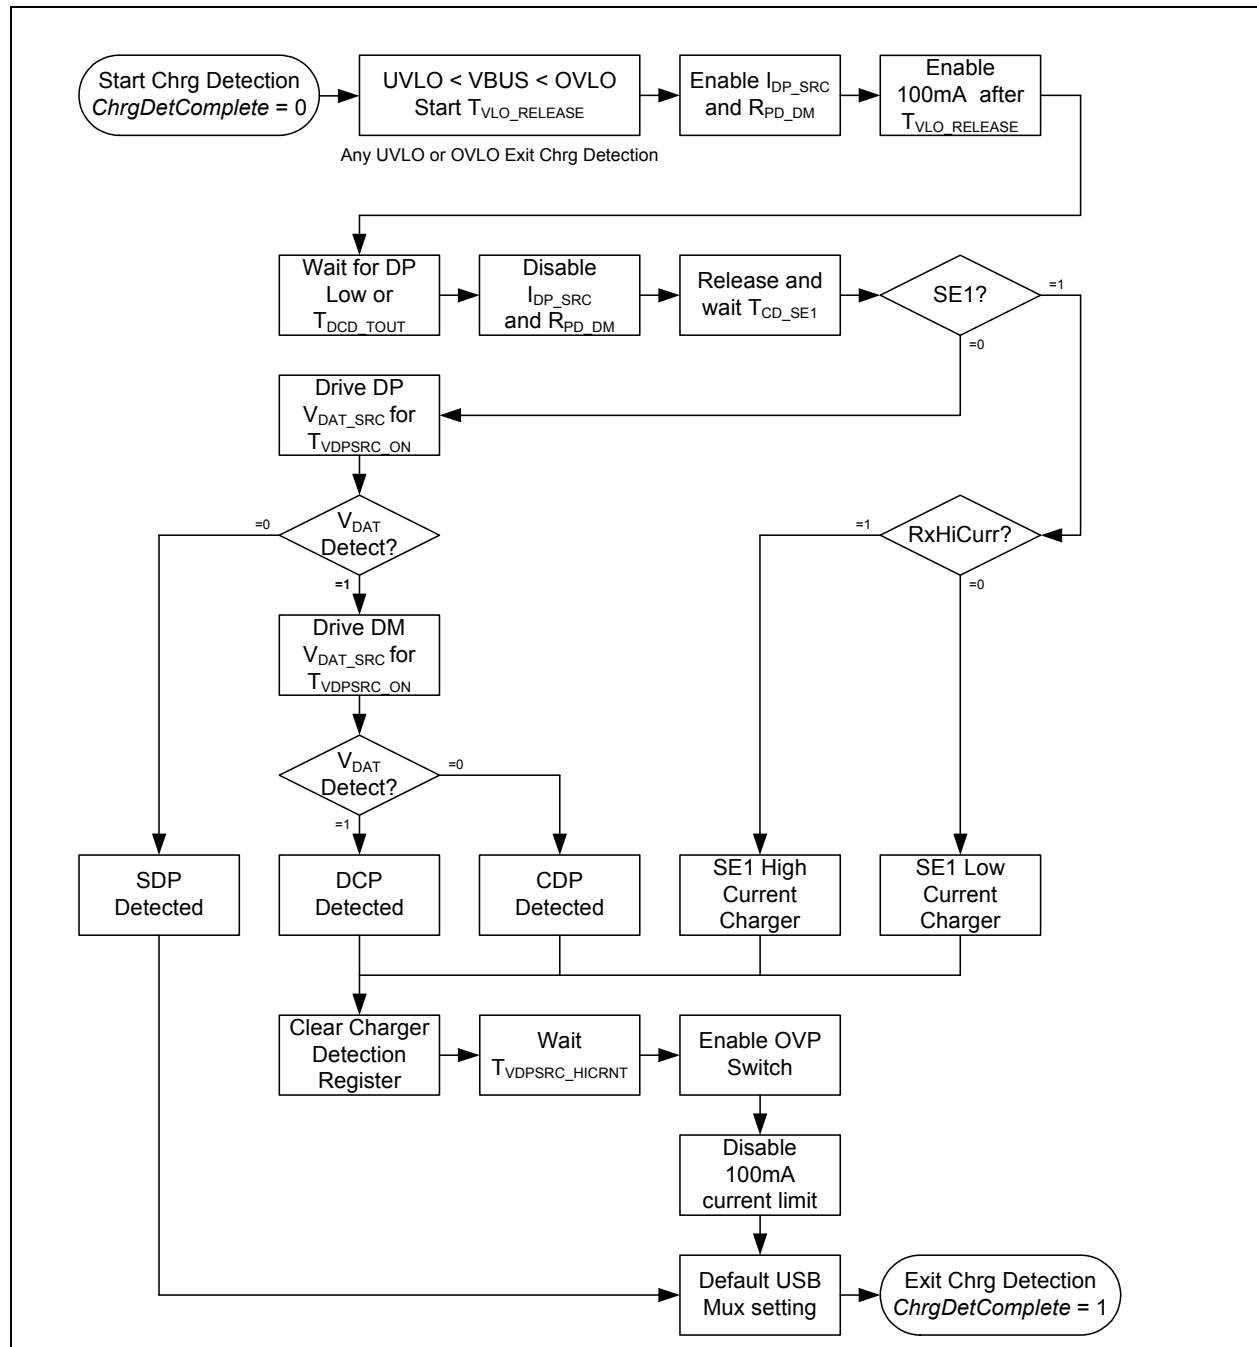 Start Chrg Detection
ChrgDetComplete = 0
UVLO < VBUS < OVLO
Start TVLO_RELEASE
Enable IDP_SRC
and RPD_DM
Enable
100mA after
TVLO_RELEASE
Any UVLO or OVLO Exit Chrg Detection
Wait for DP
Low or
TDCD_TOUT
Disable
IDP_SRC
and RPD_DM
Release and
wait TCD_SE1
SE1?
=1
=0
Drive DP
VDAT_SRC for
TVDPSRC_ON
VDAT
Detect?
=0
=1
RxHiCurr?
=1
=0
Drive DM
VDAT_SRC for
TVDPSRC_ON
VDAT
Detect?
=0
=1
SDP
Detected
DCP
Detected
CDP
Detected
SE1 High
Current
Charger
SE1 Low
Current
Charger
Clear Charger
Detection
Register
Wait
TVDPSRC_HICRNT
Enable OVP
Switch
Disable
100mA
current limit
Default USB
Mux setting
Exit Chrg Detection
ChrgDetComplete = 1